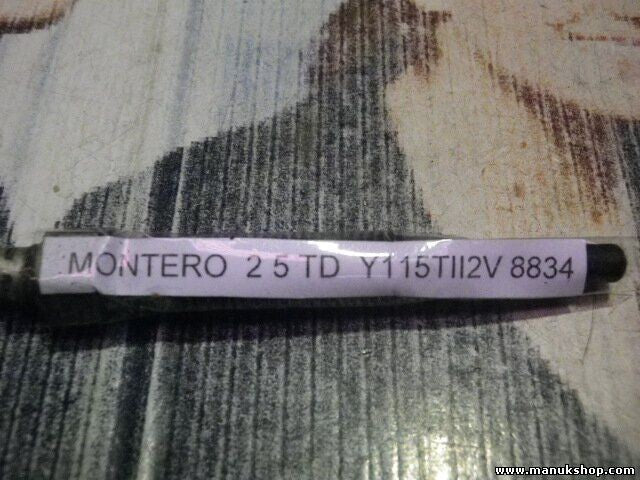 MONTERO 2 5 TD Y115TII2V 8834
www.manukshop.com